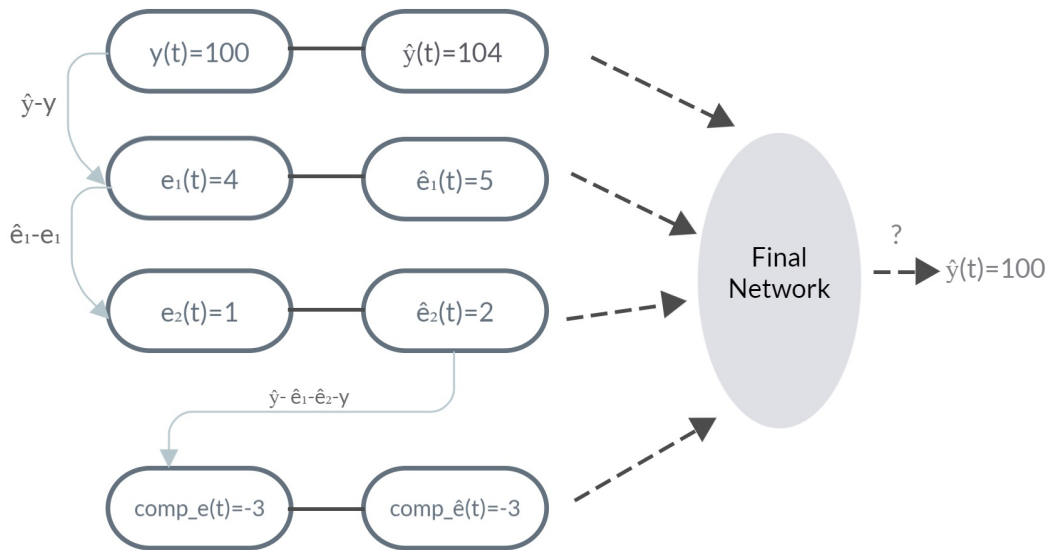 y(t)=100
ŷ(t)=104
ŷ-y
e₁(t)=4
ê₁(t)=5
ê₁-e₁
e₂(t)=1
ê₂(t)=2
ŷ- ê₁-ê₂-y
comp_e(t)=-3
comp_ê(t)=-3
Final
Network
?
ŷ(t)=100